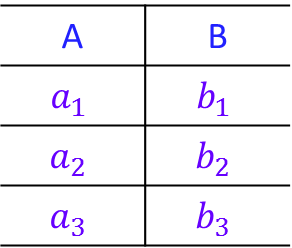 A B
a₁ b₁
a₂ b₂
a₃ b₃